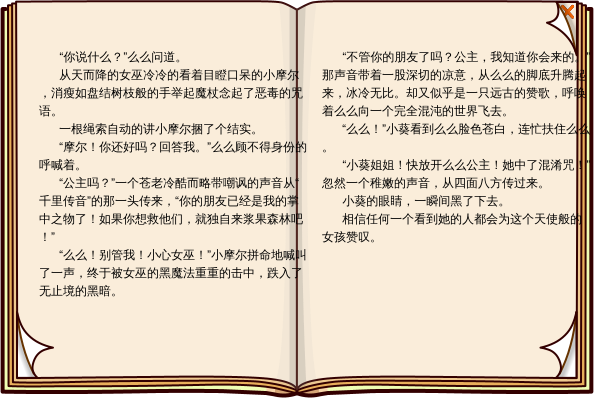 “你说什么？”么么问道。
从天而降的女巫冷冷的看着目瞪口呆的小摩尔
，消瘦如盘结树枝般的手举起魔杖念起了恶毒的咒
语。
一根绳索自动的讲小摩尔捆了个结实。
“摩尔！你还好吗？回答我。”么么顾不得身份的
呼喊着。
“公主吗？”一个苍老冷酷而略带嘲讽的声音从“
千里传音”的那一头传来，“你的朋友已经是我的掌
中之物了！如果你想救他们，就独自来浆果森林吧
！”
“么么！别管我！小心女巫！”小摩尔拼命地喊叫
了一声，终于被女巫的黑魔法重重的击中，跌入了
无止境的黑暗。
“不管你的朋友了吗？公主，我知道你会来的。”
那声音带着一股深切的凉意，从么么的脚底升腾起
来，冰冷无比。却又似乎是一只远古的赞歌，呼唤
着么么向一个完全混沌的世界飞去。
“么么！”小葵看到么么脸色苍白，连忙扶住么么
。
“小葵姐姐！快放开么么公主！她中了混淆咒！”
忽然一个稚嫩的声音，从四面八方传过来。
小葵的眼睛，一瞬间黑了下去。
相信任何一个看到她的人都会为这个天使般的
女孩赞叹。